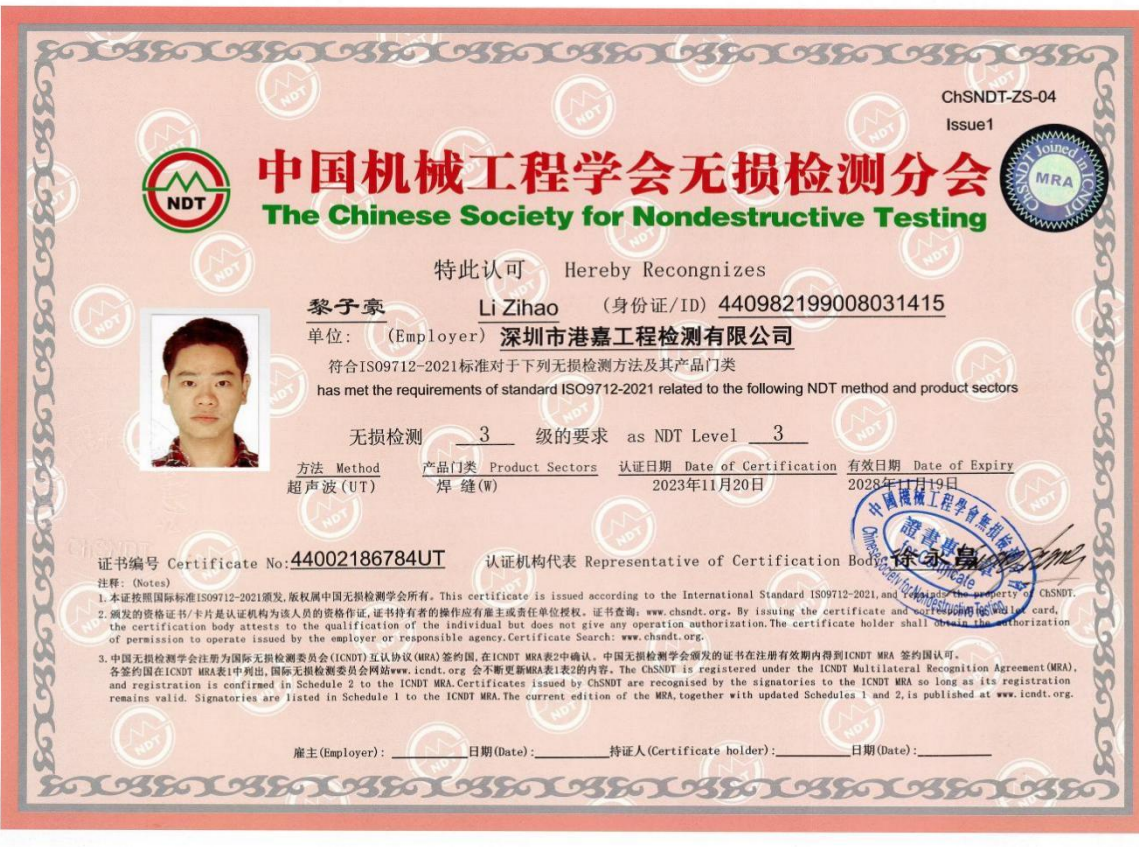 ChSNDT-ZS-04
Issue1
中国机械工程学会无损检测分会
The Chinese Society for Nondestructive Testing
NDT
ChSNDT Joined in ICNDT
MRA
特此认可 Hereby Recongnizes
黎子豪 Li Zihao (身份证/ID) 440982199008031415
单位: (Employer) 深圳市港嘉工程检测有限公司
符合ISO9712-2021标准对于下列无损检测方法及其产品门类
has met the requirements of standard ISO9712-2021 related to the following NDT method and product sectors
无损检测 3 级的要求 as NDT Level 3
方法 Method 产品门类 Product Sectors 认证日期 Date of Certification 有效日期 Date of Expiry
超声波(UT) 焊 缝(W) 2023年11月20日 2028年11月19日
证书编号 Certificate No:44002186784UT 认证机构代表 Representative of Certification Body 徐永昌
注释: (Notes)
1.本证按照国际标准ISO9712-2021颁发,版权属中国无损检测学会所有。This certificate is issued according to the International Standard ISO9712-2021,and remains the property of ChSNDT.
2.颁发的资格证书/卡片是认证机构为该人员的资格作证,证书持有者的操作应有雇主或责任单位授权。证书查询: www.chsndt.org. By issuing the certificate and corresponding wallet card,
the certification body attests to the qualification of the individual but does not give any operation authorization.The certificate holder shall obtain the authorization
of permission to operate issued by the employer or responsible agency.Certificate Search: www.chsndt.org.
3.中国无损检测学会注册为国际无损检测委员会(ICNDT)互认协议(MRA)签约国,在ICNDT MRA表2中确认。中国无损检测学会颁发的证书在注册有效期内得到ICNDT MRA 签约国认可。
各签约国在ICNDT MRA表1中列出,国际无损检测委员会网站www.icndt.org 会不断更新MRA表1表2的内容。The ChSNDT is registered under the ICNDT Multilateral Recognition Agreement(MRA),
and registration is confirmed in Schedule 2 to the ICNDT MRA.Certificates issued by ChSNDT are recognised by the signatories to the ICNDT MRA so long as its registration
remains valid. Signatories are listed in Schedule 1 to the ICNDT MRA.The current edition of the MRA,together with updated Schedules 1 and 2,is published at www.icndt.org.
雇主(Employer): 日期(Date): 持证人(Certificate holder): 日期(Date):